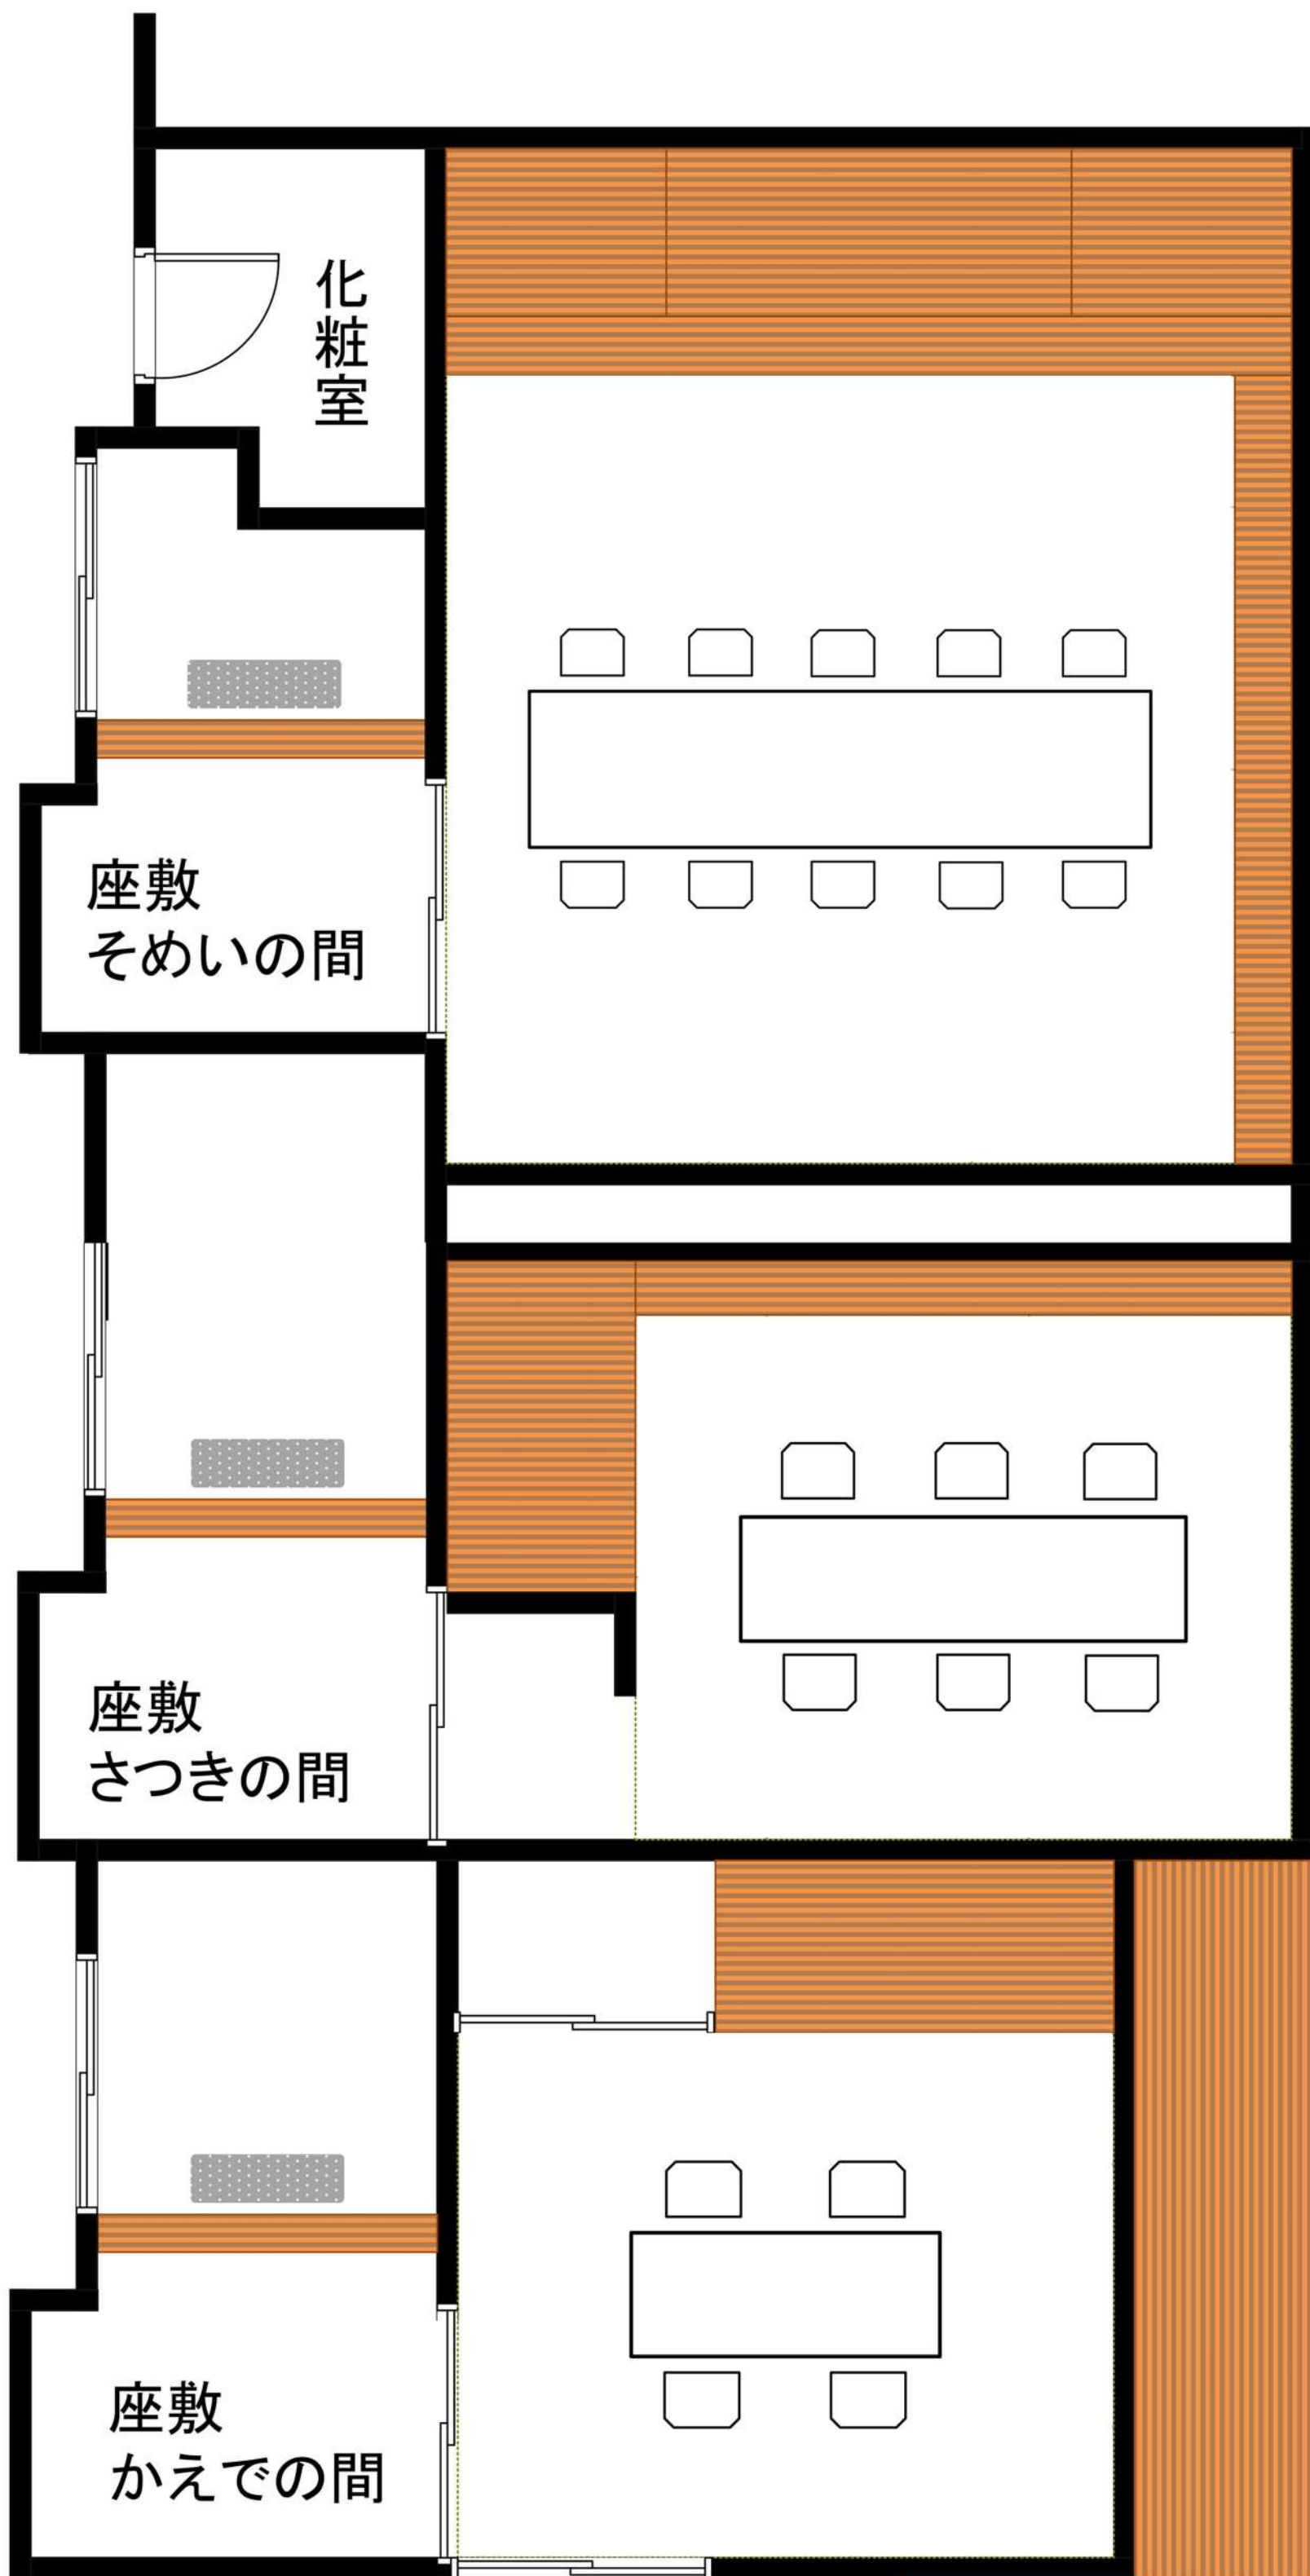 化粧室
座敷
そめいの間
座敷
さつきの間
座敷
かえでの間